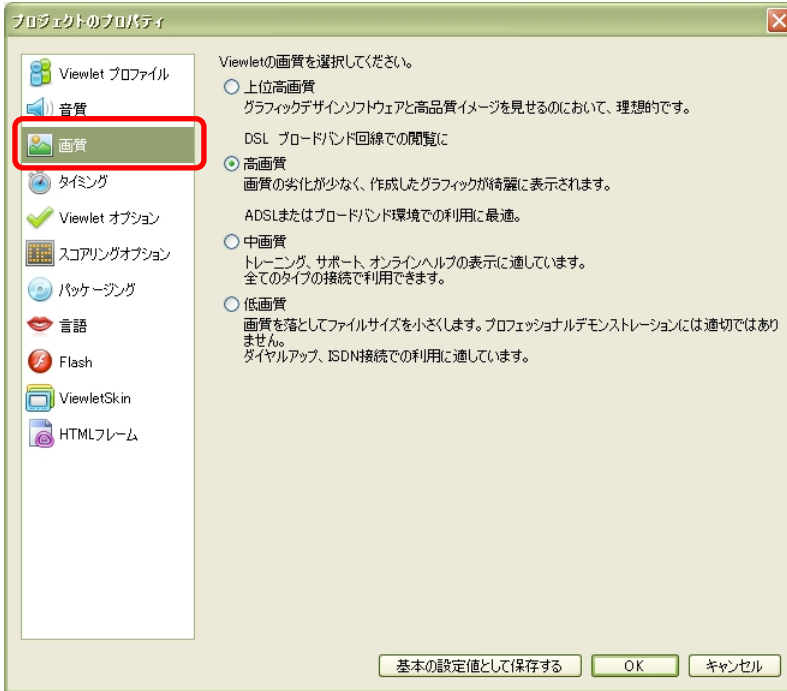 プロジェクトのプロパティ
Viewlet プロファイル
音質
画質
タイミング
Viewlet オプション
スコアリングオプション
パッケージング
言語
Flash
ViewletSkin
HTMLフレーム
Viewletの画質を選択してください。
上位高画質
グラフィックデザインソフトウェアと高品質イメージを見せるのにおいて、理想的です。
DSL ブロードバンド回線での閲覧に
高画質
画質の劣化が少なく、作成したグラフィックが綺麗に表示されます。
ADSLまたはブロードバンド環境での利用に最適。
中画質
トレーニング、サポート、オンラインヘルプの表示に適しています。
全てのタイプの接続で利用できます。
低画質
画質を落としてファイルサイズを小さくします。プロフェッショナルデモンストレーションには適切ではあり
ません。
ダイヤルアップ、ISDN接続での利用に適しています。
基本の設定値として保存する
OK
キャンセル